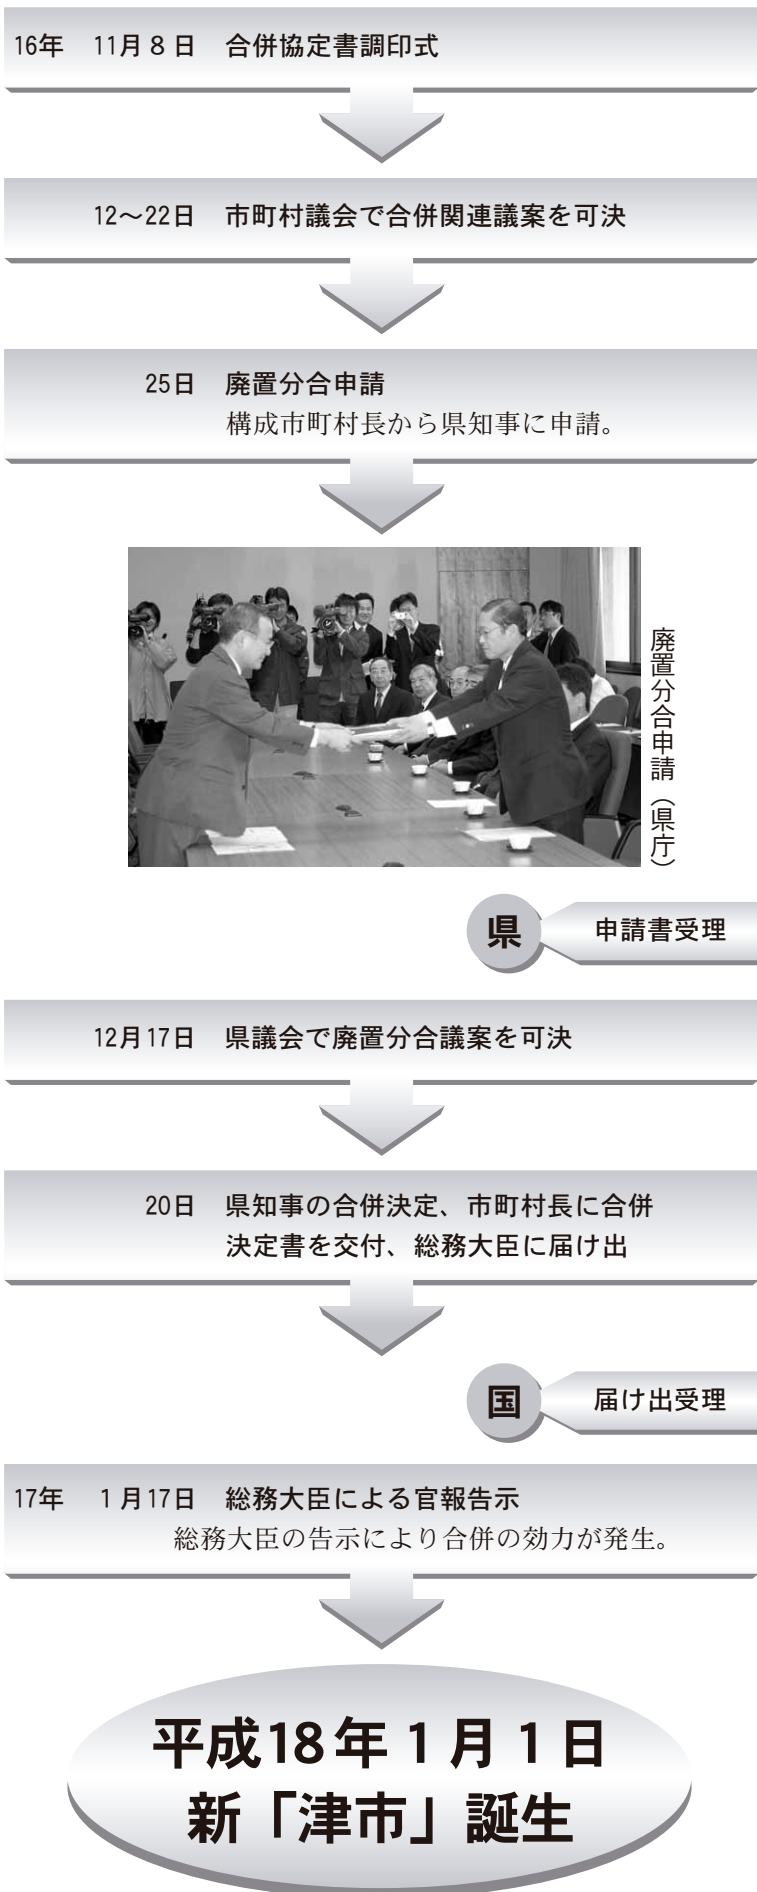 16年 11月8日 合併協定書調印式
12～22日 市町村議会で合併関連議案を可決
25日 廃置分合申請
構成市町村長から県知事に申請。
廃置分合申請（県庁）
県 申請書受理
12月17日 県議会で廃置分合議案を可決
20日 県知事の合併決定、市町村長に合併
決定書を交付、総務大臣に届け出
国 届け出受理
17年 1月17日 総務大臣による官報告示
総務大臣の告示により合併の効力が発生。
平成18年1月1日
新「津市」誕生